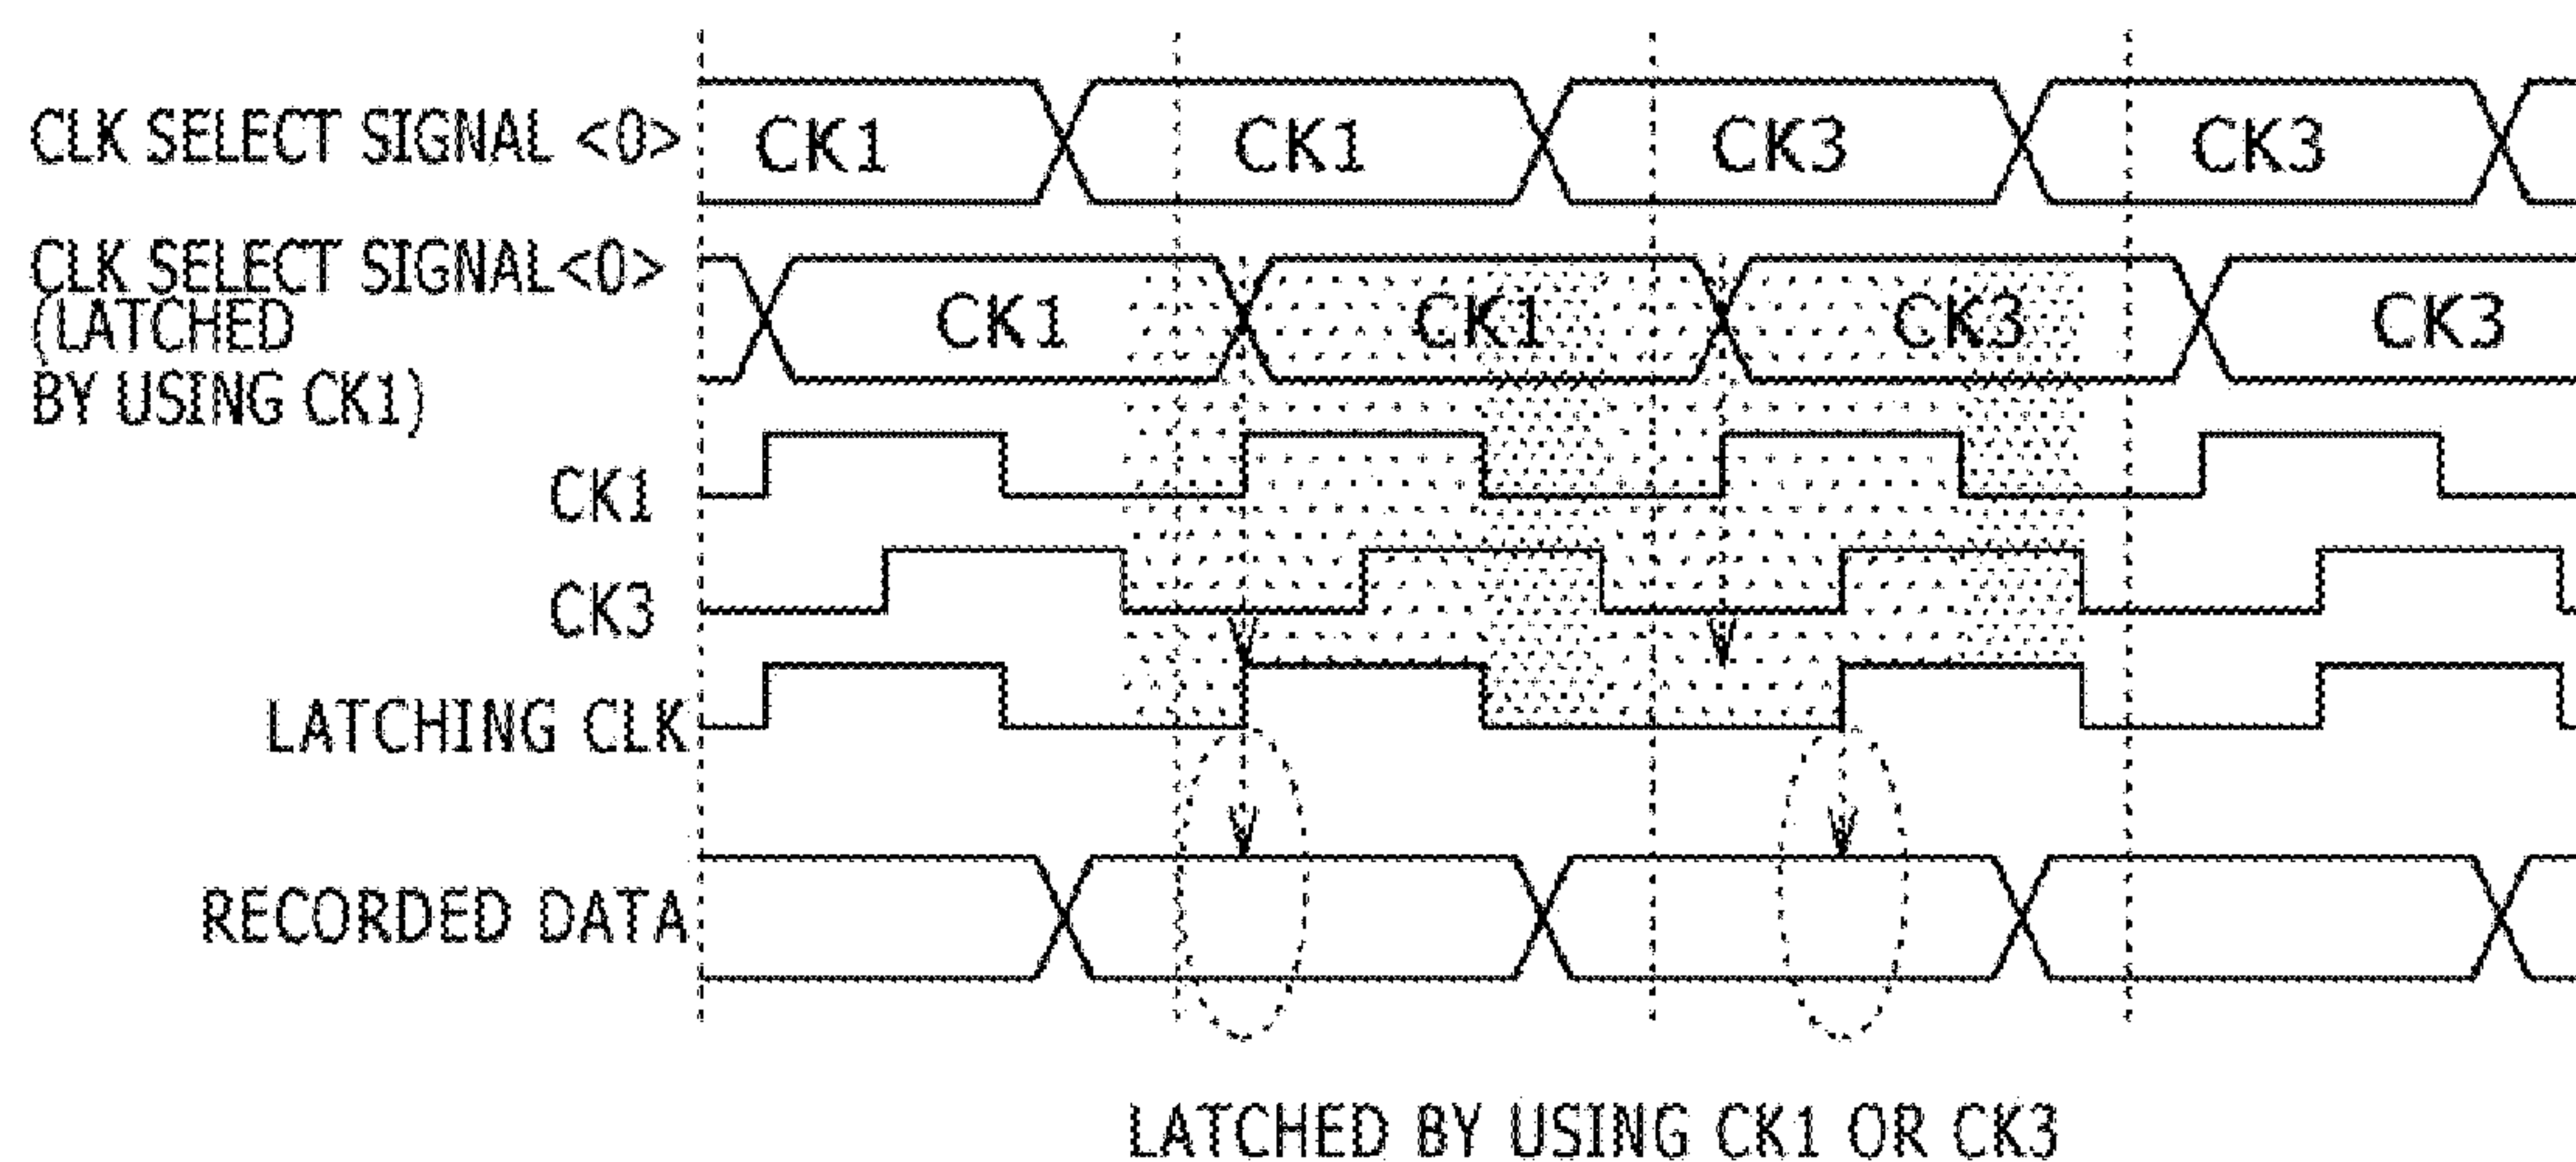 CLK SELECT SIGNAL <0>
CK1 CK1 CK3 CK3
CLK SELECT SIGNAL<0>
(LATCHED
BY USING CK1)
CK1 CK1 CK3 CK3
CK1
CK3
LATCHING CLK
RECORDED DATA
LATCHED BY USING CK1 OR CK3